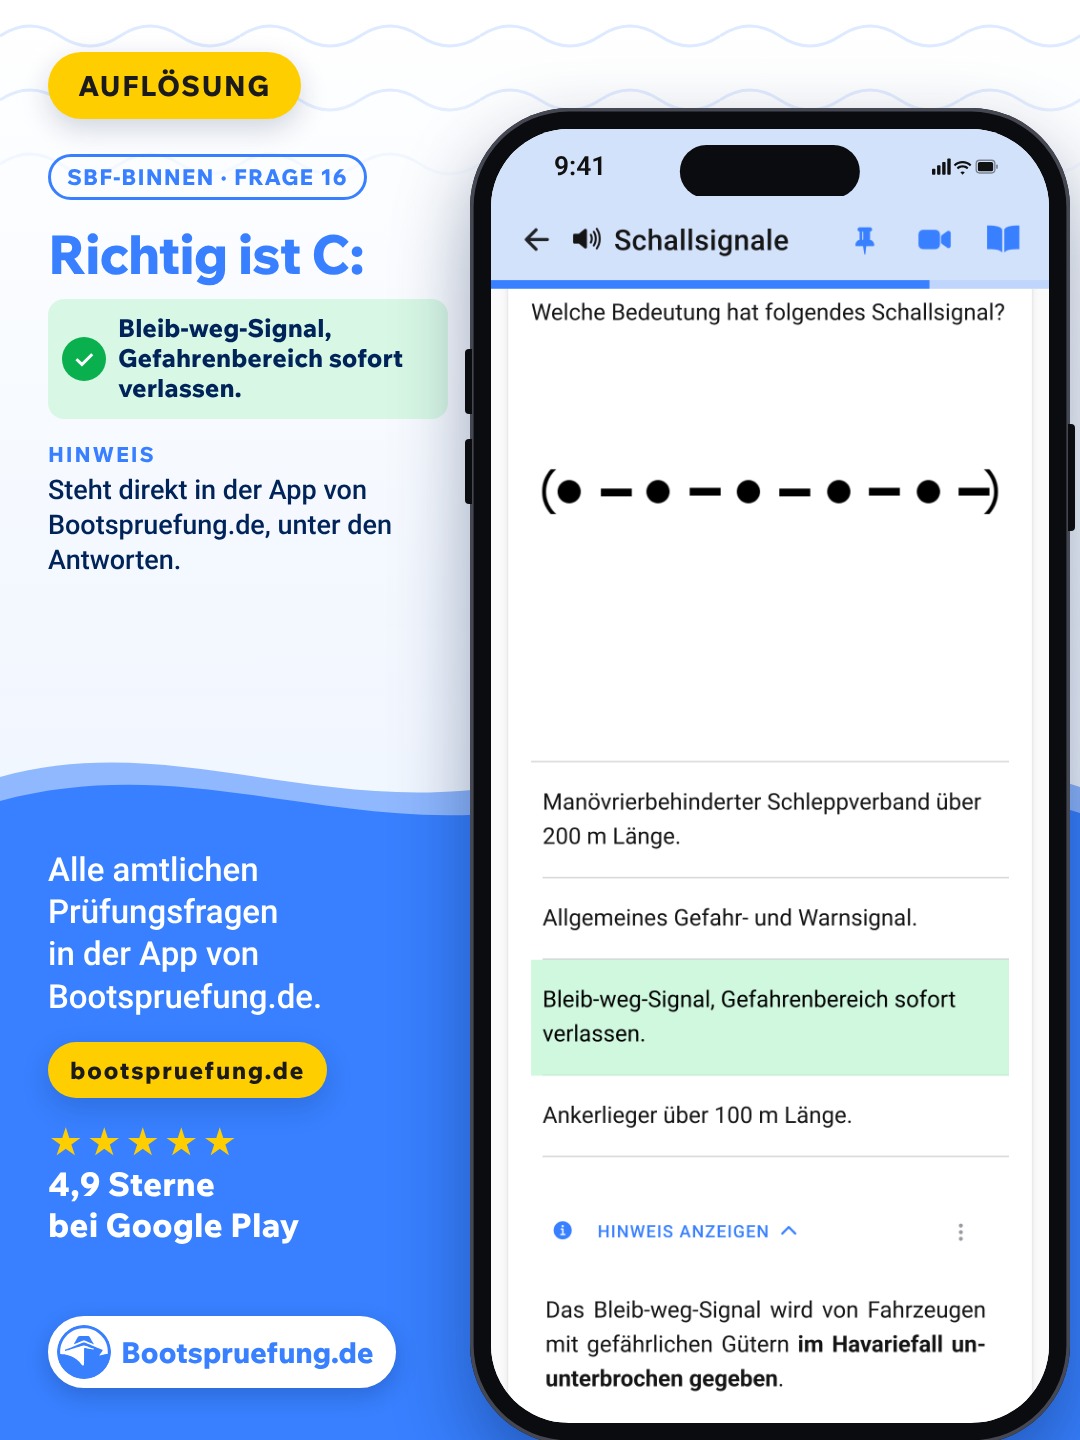 AUFLÖSUNG
SBF-BINNEN · FRAGE 16
Richtig ist C:
Bleib-weg-Signal,
Gefahrenbereich sofort
verlassen.
HINWEIS
Steht direkt in der App von
Bootspruefung.de, unter den
Antworten.
Alle amtlichen
Prüfungsfragen
in der App von
Bootspruefung.de.
bootspruefung.de
★★★★★
4,9 Sterne
bei Google Play
Bootspruefung.de
9:41
Schallsignale
Welche Bedeutung hat folgendes Schallsignal?
(● – ● – ● – ● – ● –)
Manövrierbehinderter Schleppverband über
200 m Länge.
Allgemeines Gefahr- und Warnsignal.
Bleib-weg-Signal, Gefahrenbereich sofort
verlassen.
Ankerlieger über 100 m Länge.
HINWEIS ANZEIGEN
Das Bleib-weg-Signal wird von Fahrzeugen
mit gefährlichen Gütern im Havariefall un-
unterbrochen gegeben.